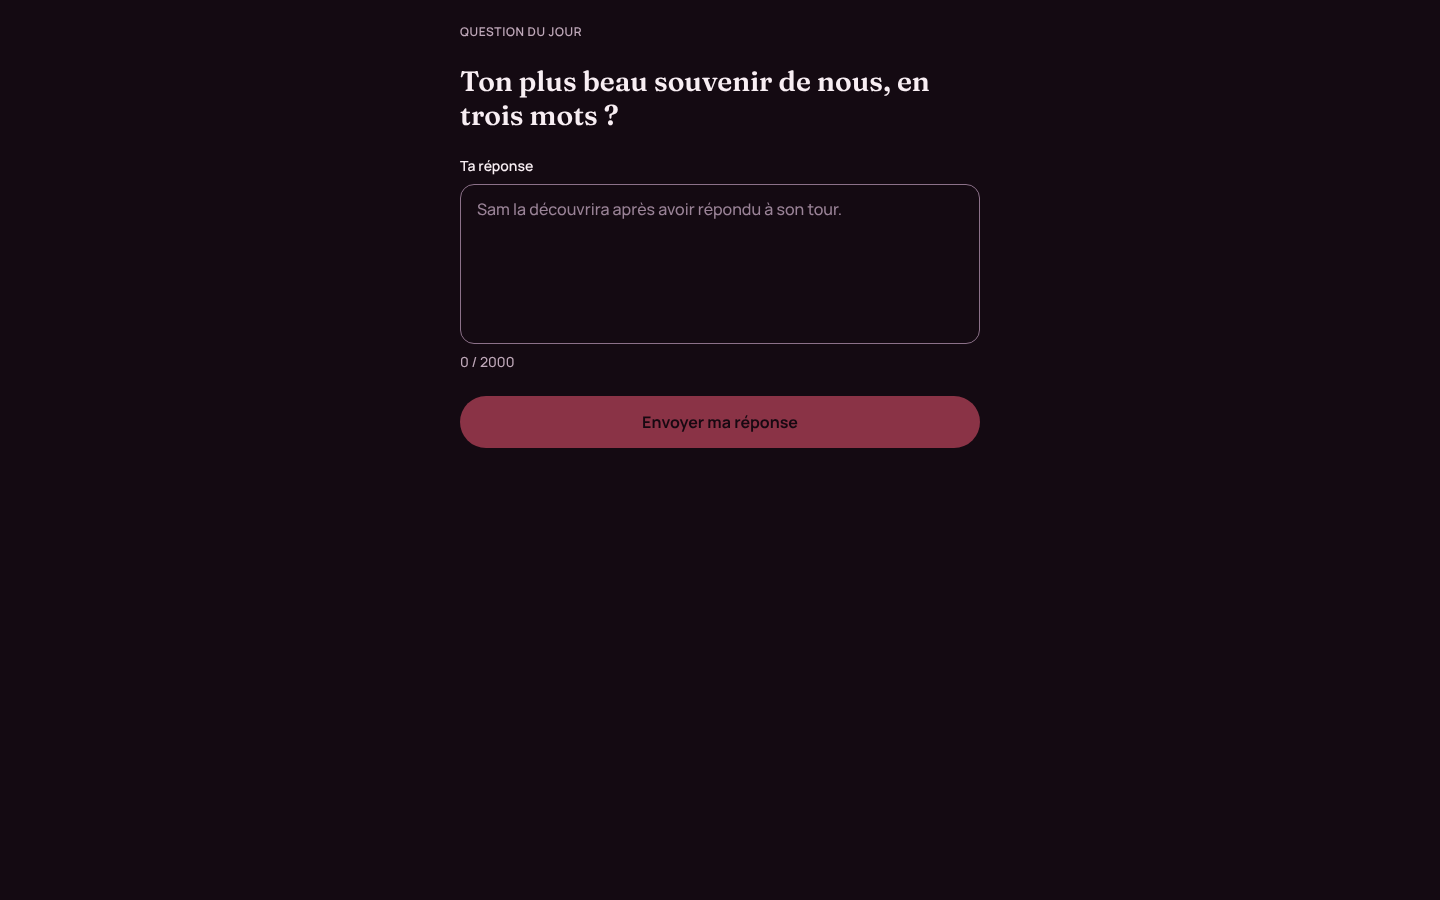 QUESTION DU JOUR
Ton plus beau souvenir de nous, en
trois mots ?
Ta réponse
Sam la découvrira après avoir répondu à son tour.
0 / 2000
Envoyer ma réponse